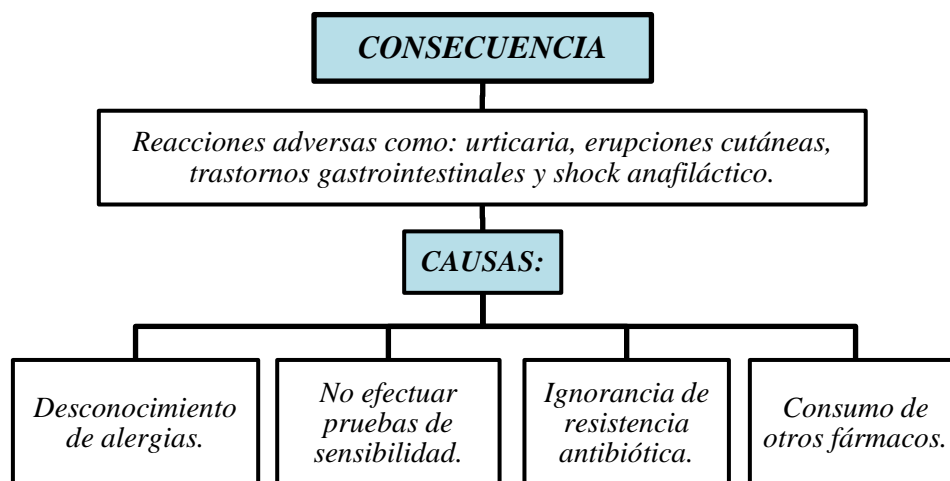 CONSECUENCIA
Reacciones adversas como: urticaria, erupciones cutáneas,
trastornos gastrointestinales y shock anafiláctico.
CAUSAS:
Desconocimiento
de alergias.
No efectuar
pruebas de
sensibilidad.
Ignorancia de
resistencia
antibiótica.
Consumo de
otros fármacos.